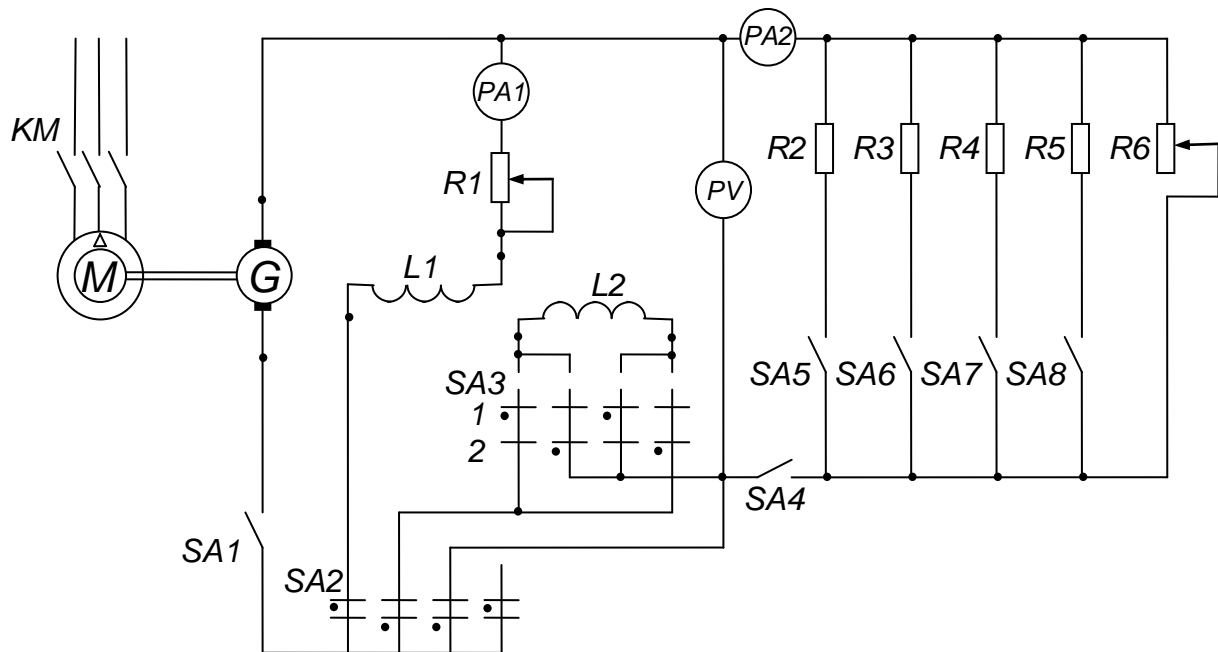 PA2
PA1
KM
R2 R3 R4 R5 R6
R1
PV
M G
L1
L2
SA5 SA6 SA7 SA8
SA3
1
2
SA4
SA1
SA2